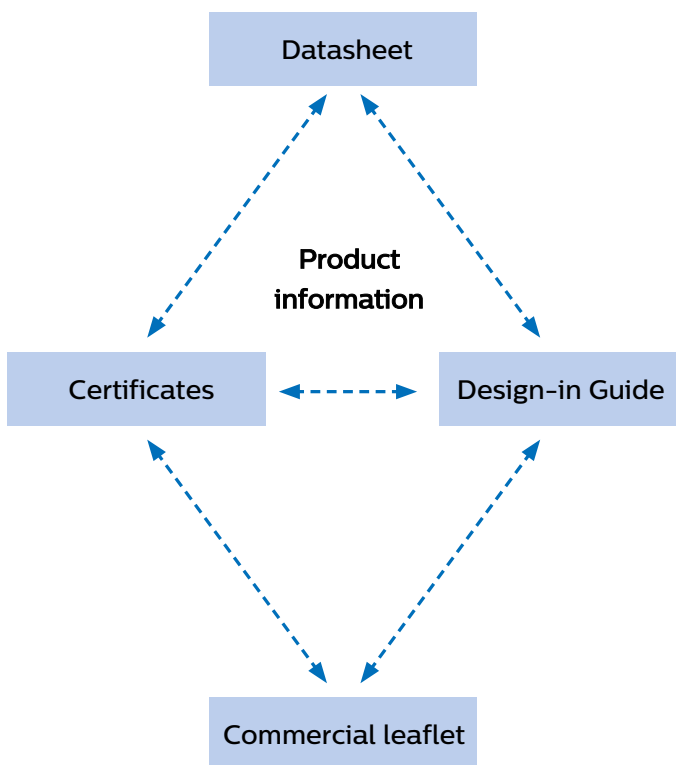 Datasheet
Product
information
Certificates
Design-in Guide
Commercial leaflet